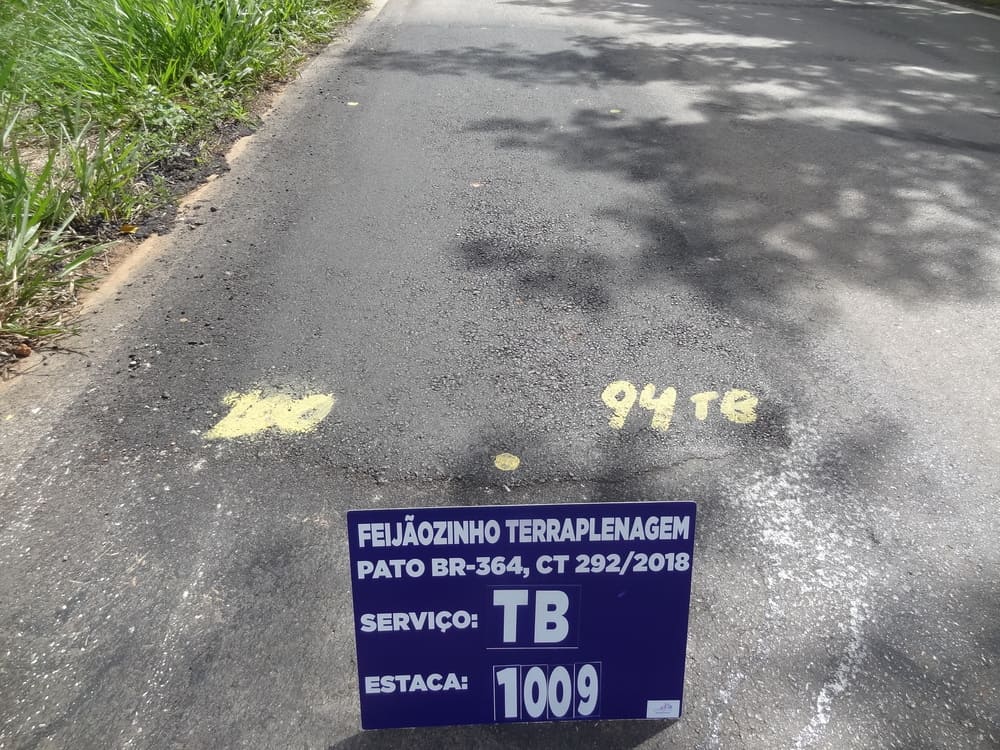 94 TB
FEIJÃOZINHO TERRAPLENAGEM
PATO BR-364, CT 292/2018
SERVIÇO: TB
ESTACA: 1009